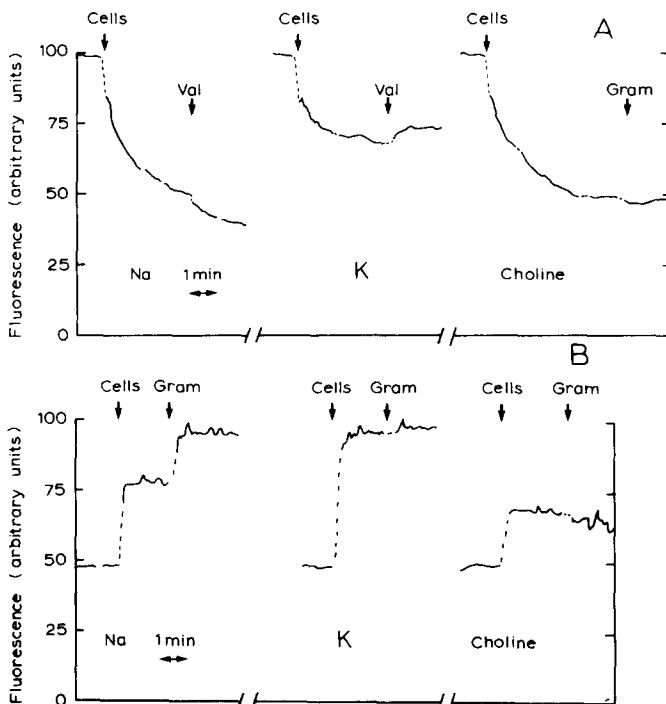 Cells Cells Cells A
100
Val Val Gram
75
50
25
0
Na 1 min K Choline
Fluorescence (arbitrary units)
B
Cells Gram Cells Gram Cells Gram
100
75
50
25
0
Na 1 min K Choline
Fluorescence (arbitrary units)